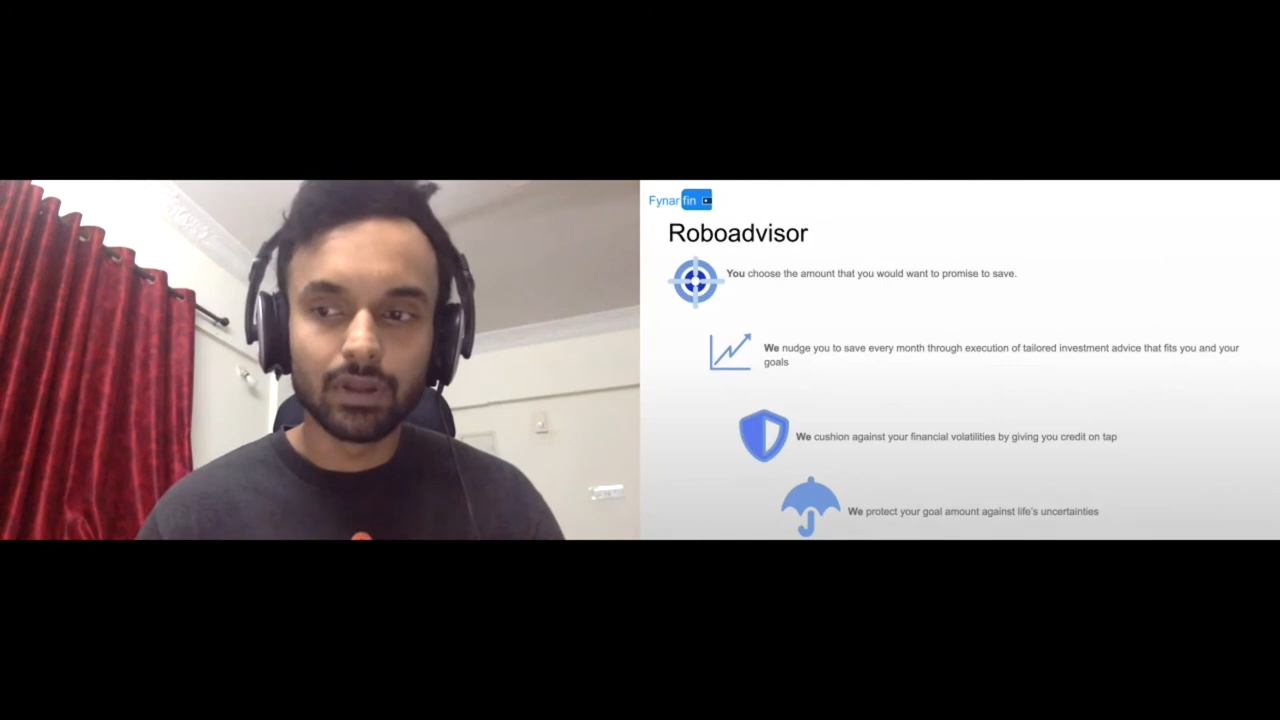 Fynarfin
Roboadvisor
You choose the amount that you would want to promise to save.
We nudge you to save every month through execution of tailored investment advice that fits you and your
goals
We cushion against your financial volatilities by giving you credit on tap
We protect your goal amount against life's uncertainties